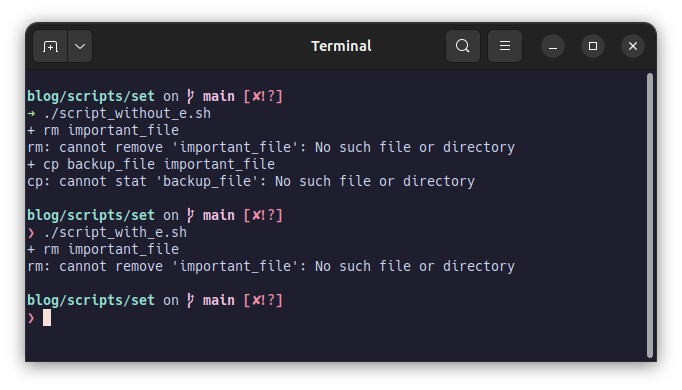 Terminal
blog/scripts/set on main [✘!?]
➜ ./script_without_e.sh
+ rm important_file
rm: cannot remove 'important_file': No such file or directory
+ cp backup_file important_file
cp: cannot stat 'backup_file': No such file or directory
blog/scripts/set on main [✘!?]
❯ ./script_with_e.sh
+ rm important_file
rm: cannot remove 'important_file': No such file or directory
blog/scripts/set on main [✘!?]
❯